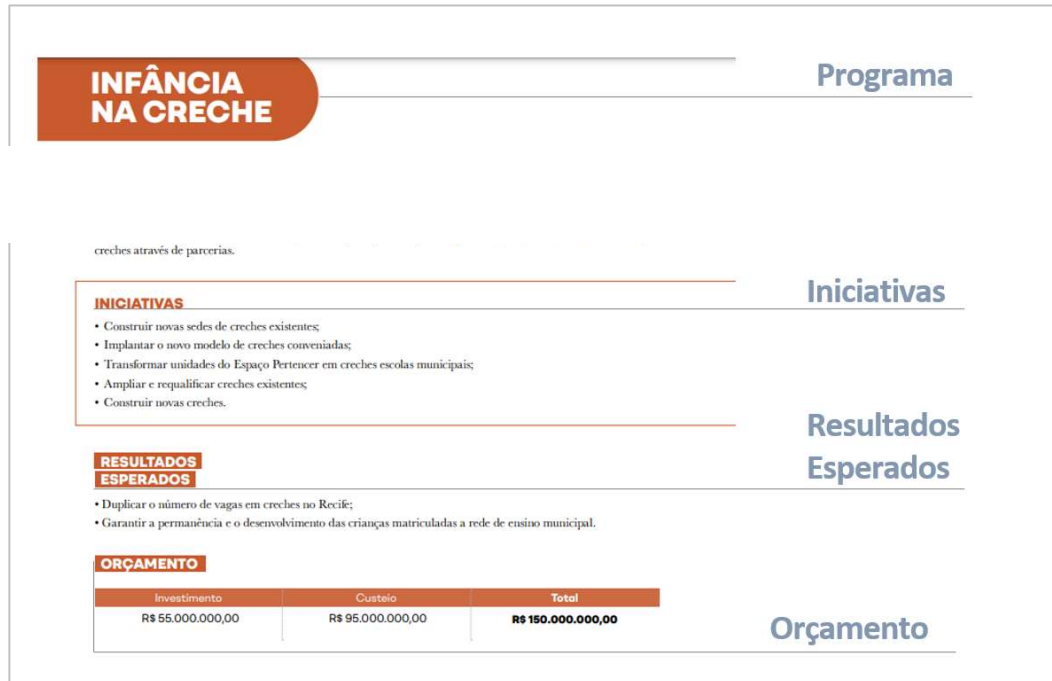 INFÂNCIA
NA CRECHE
Programa
creches através de parcerias.
Iniciativas
INICIATIVAS
• Construir novas sedes de creches existentes;
• Implantar o novo modelo de creches conveniadas;
• Transformar unidades do Espaço Pertencer em creches escolas municipais;
• Ampliar e requalificar creches existentes;
• Construir novas creches.
Resultados
Esperados
RESULTADOS
ESPERADOS
• Duplicar o número de vagas em creches no Recife;
• Garantir a permanência e o desenvolvimento das crianças matriculadas a rede de ensino municipal.
ORÇAMENTO
Investimento Custeio Total
R$ 55.000.000,00 R$ 95.000.000,00 R$ 150.000.000,00
Orçamento